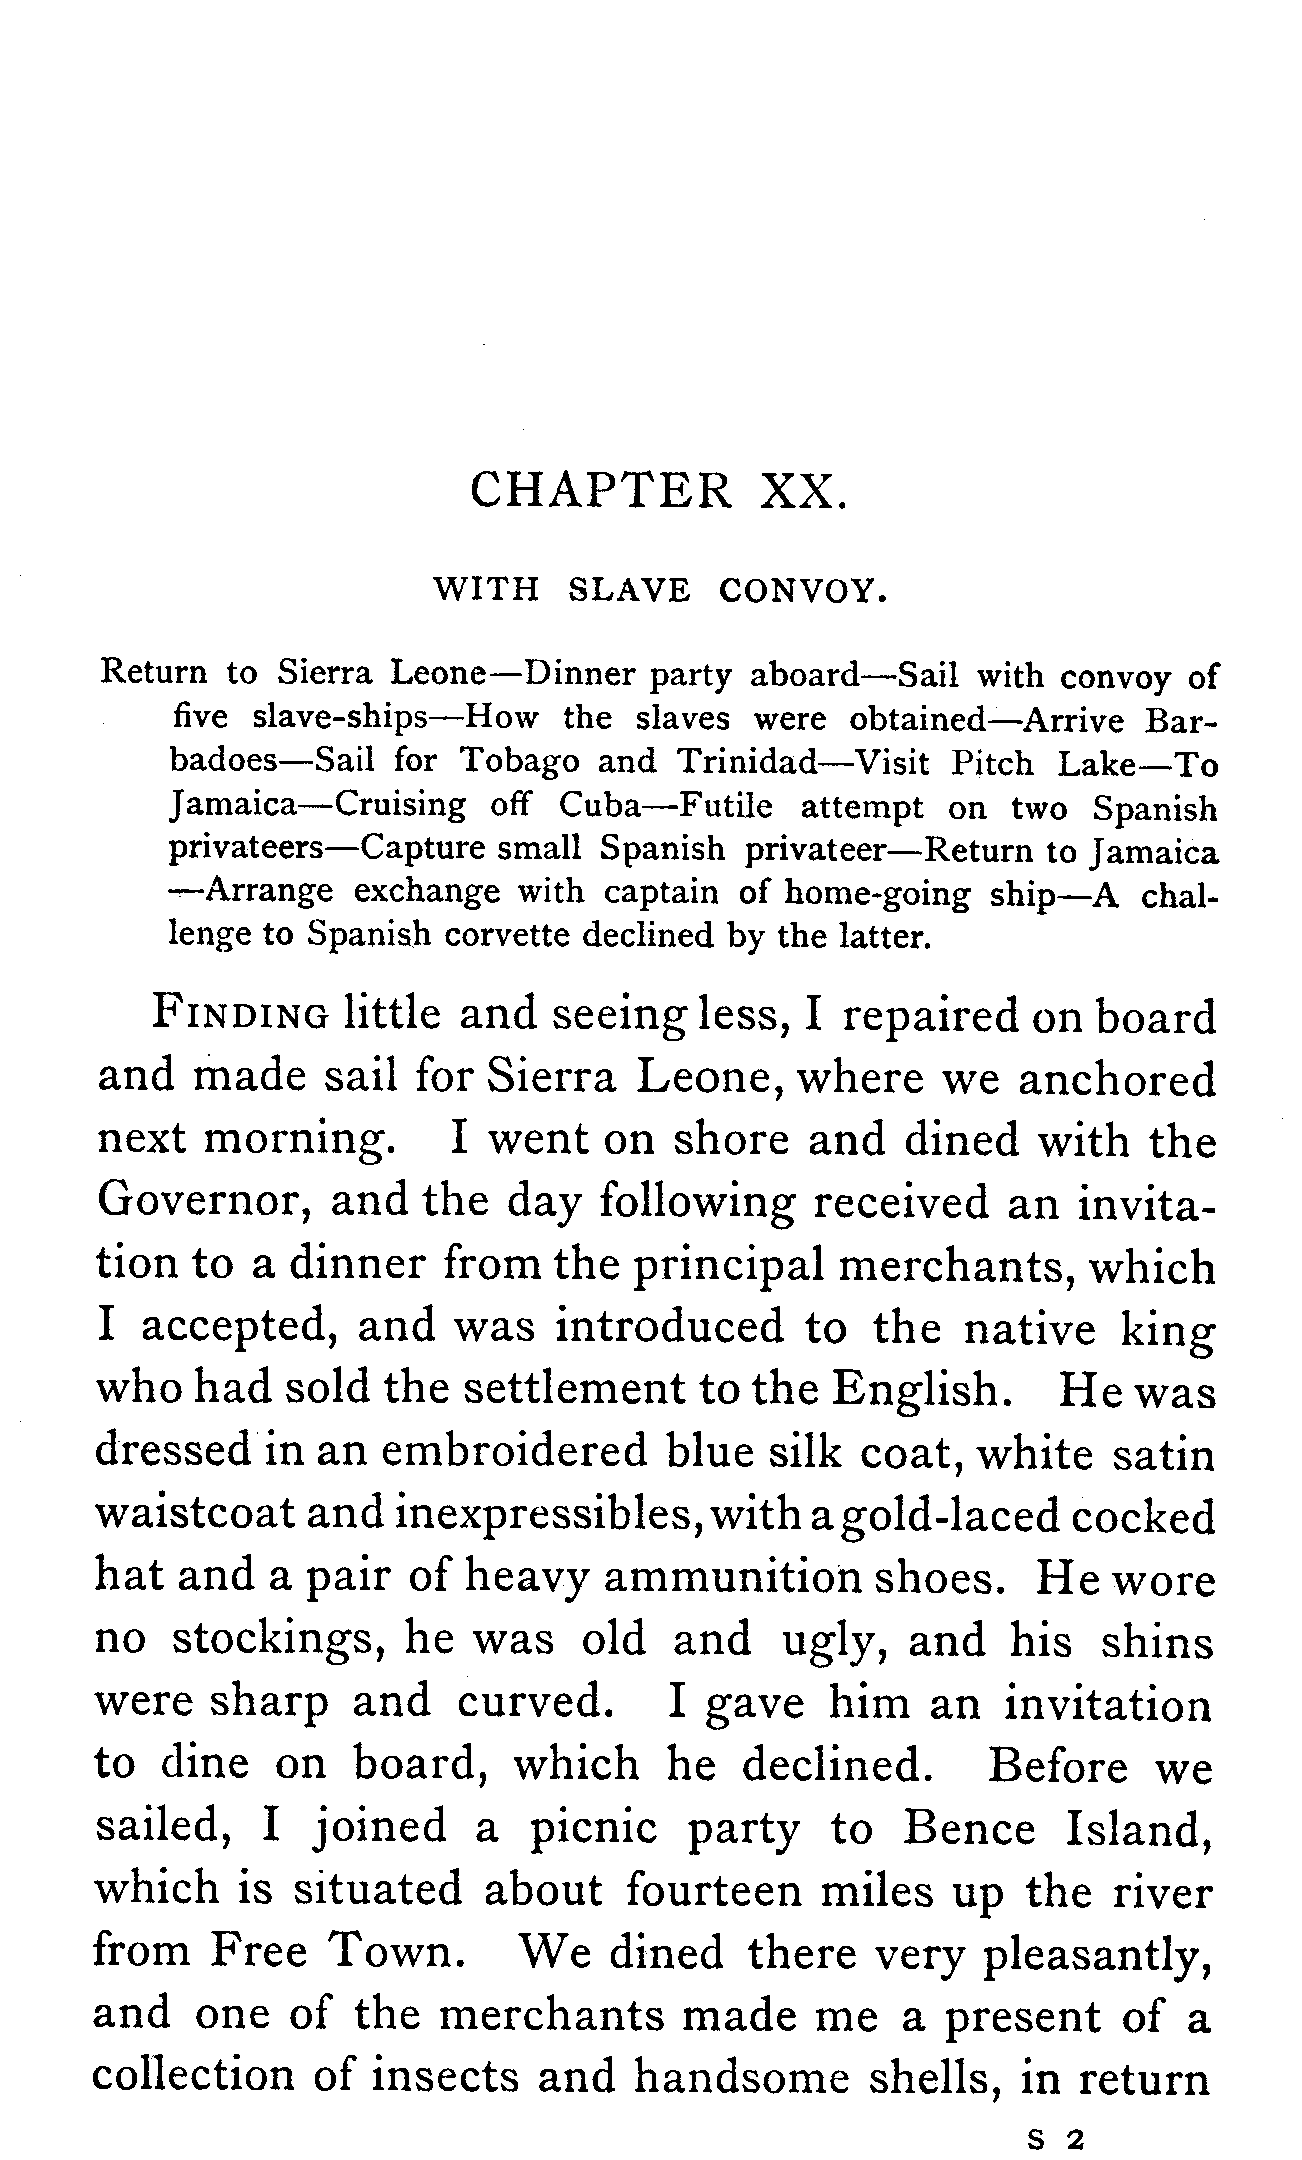 CHAPTER XX.
WITH SLAVE CONVOY.
Return to Sierra Leone—Dinner party aboard—Sail with convoy of
five slave-ships—How the slaves were obtained—Arrive Bar-
badoes—Sail for Tobago and Trinidad—Visit Pitch Lake—To
Jamaica—Cruising off Cuba—Futile attempt on two Spanish
privateers—Capture small Spanish privateer—Return to Jamaica
—Arrange exchange with captain of home-going ship—A chal-
lenge to Spanish corvette declined by the latter.
FINDING little and seeing less, I repaired on board
and made sail for Sierra Leone, where we anchored
next morning. I went on shore and dined with the
Governor, and the day following received an invita-
tion to a dinner from the principal merchants, which
I accepted, and was introduced to the native king
who had sold the settlement to the English. He was
dressed in an embroidered blue silk coat, white satin
waistcoat and inexpressibles, with a gold-laced cocked
hat and a pair of heavy ammunition shoes. He wore
no stockings, he was old and ugly, and his shins
were sharp and curved. I gave him an invitation
to dine on board, which he declined. Before we
sailed, I joined a picnic party to Bence Island,
which is situated about fourteen miles up the river
from Free Town. We dined there very pleasantly,
and one of the merchants made me a present of a
collection of insects and handsome shells, in return
S 2